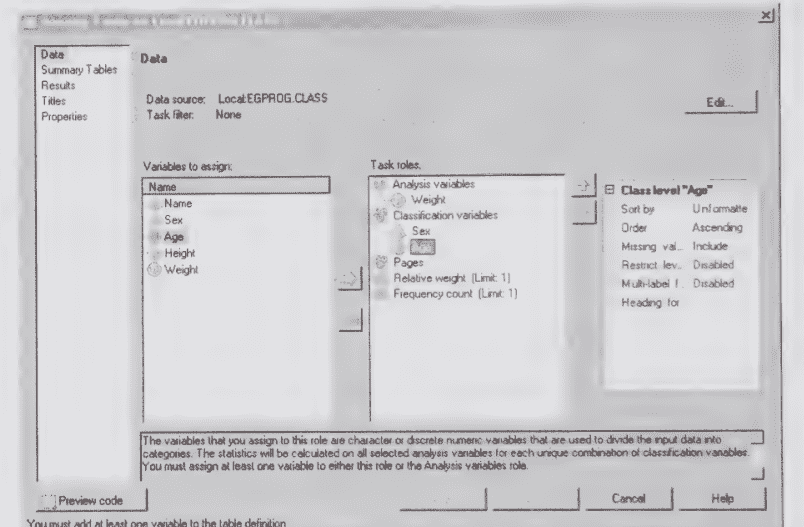 Data
Summary Tables
Results
Titles
Properties
Data
Data source: Local:EGPROG.CLASS
Task filter: None
Edit...
Variables to assign:
Name
Name
Sex
Age
Height
Weight
Task roles:
Analysis variables
Weight
Classification variables
Sex
Pages
Relative weight (Limit: 1)
Frequency count (Limit: 1)
Class level "Age"
Sort by Unformatte
Order Ascending
Missing val... Include
Restrict lev... Disabled
Multi-label f... Disabled
Heading for
The variables that you assign to this role are character or discrete numeric variables that are used to divide the input data into
categories. The statistics will be calculated on all selected analysis variables for each unique combination of classification variables.
You must assign at least one variable to either this role or the Analysis variables role.
Preview code
Cancel
Help
You must add at least one variable to the table definition